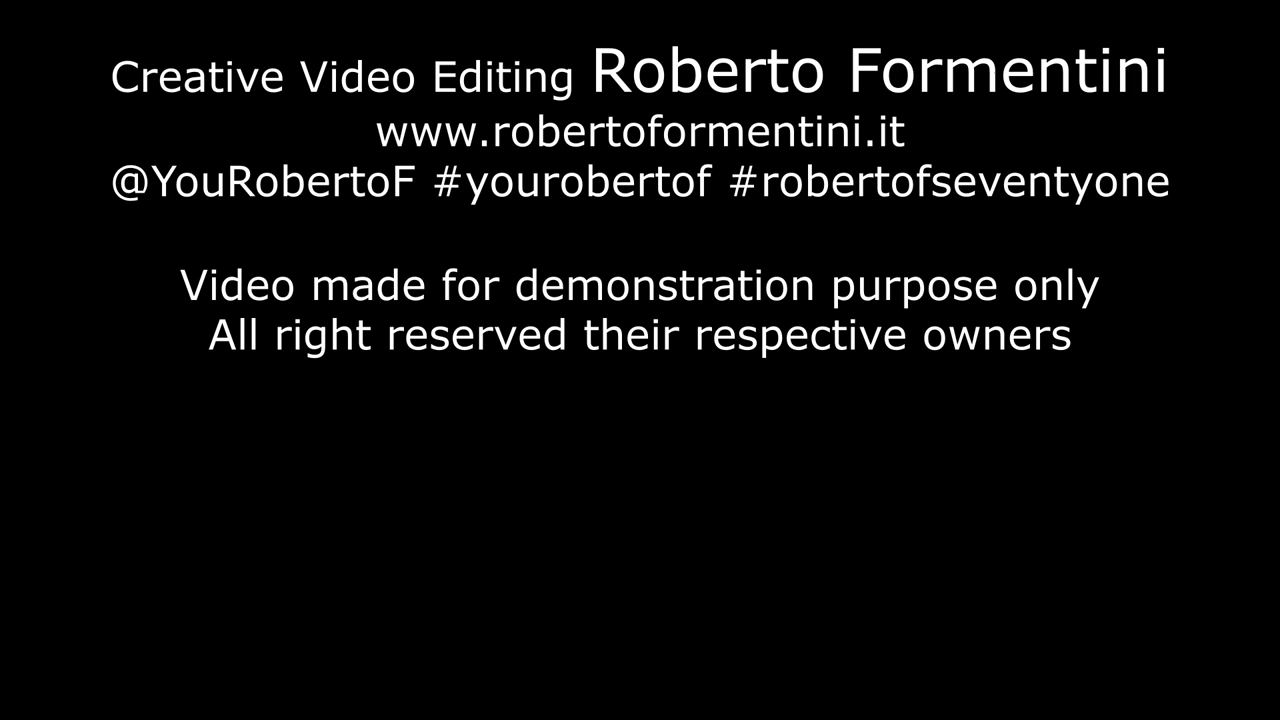 Creative Video Editing Roberto Formentini
www.robertoformentini.it
@YouRobertoF #yourobertof #robertofseventyone
Video made for demonstration purpose only
All right reserved their respective owners